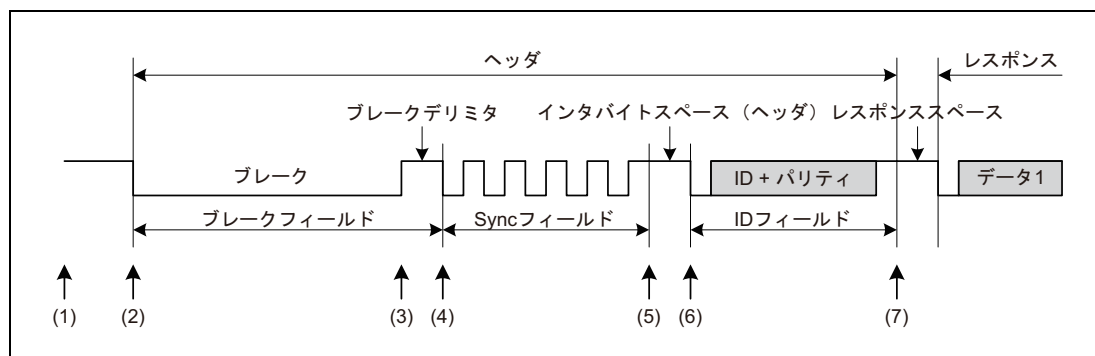 ヘッダ
レスポンス
ブレークデリミタ
インタバイトスペース（ヘッダ）
レスポンススペース
ブレーク
ID + パリティ
データ1
ブレークフィールド
Syncフィールド
IDフィールド
(1)
(2)
(3)
(4)
(5)
(6)
(7)